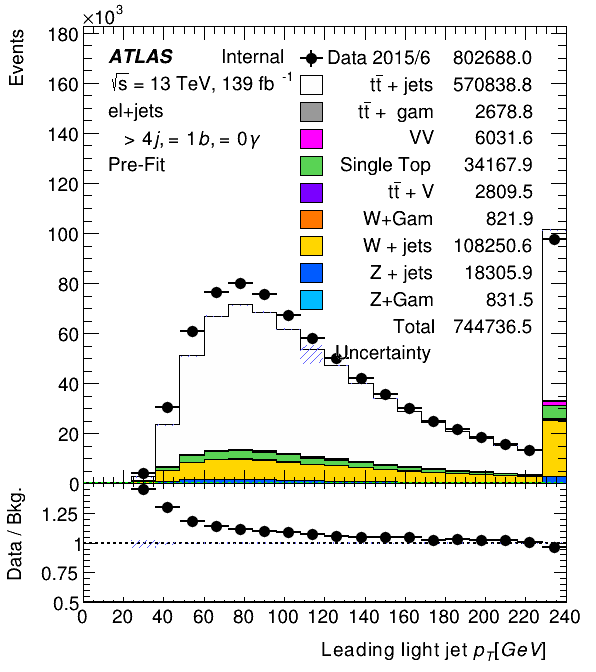 ×10³
180
160
140
120
100
80
60
40
20
0
Events
ATLAS Internal
√s = 13 TeV, 139 fb⁻¹
el+jets
> 4j, = 1b, = 0γ
Pre-Fit
Data 2015/6 802688.0
tt̄ + jets 570838.8
tt̄ + gam 2678.8
VV 6031.6
Single Top 34167.9
tt̄ + V 2809.5
W+Gam 821.9
W + jets 108250.6
Z + jets 18305.9
Z+Gam 831.5
Total 744736.5
Uncertainty
Data / Bkg.
1.25
1
0.75
0.5
0 20 40 60 80 100 120 140 160 180 200 220 240
Leading light jet p_T[GeV]